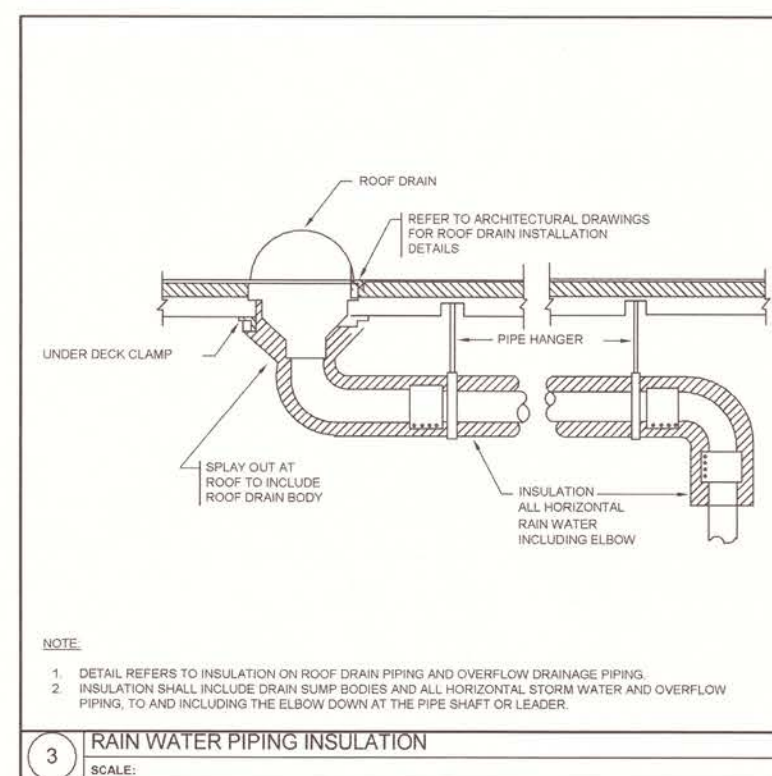 ROOF DRAIN
REFER TO ARCHITECTURAL DRAWINGS
FOR ROOF DRAIN INSTALLATION
DETAILS
UNDER DECK CLAMP
PIPE HANGER
SPLAY OUT AT
ROOF TO INCLUDE
ROOF DRAIN BODY
INSULATION
ALL HORIZONTAL
RAIN WATER
INCLUDING ELBOW
NOTE:
1. DETAIL REFERS TO INSULATION ON ROOF DRAIN PIPING AND OVERFLOW DRAINAGE PIPING.
2. INSULATION SHALL INCLUDE DRAIN SUMP BODIES AND ALL HORIZONTAL STORM WATER AND OVERFLOW
PIPING, TO AND INCLUDING THE ELBOW DOWN AT THE PIPE SHAFT OR LEADER.
3
RAIN WATER PIPING INSULATION
SCALE: